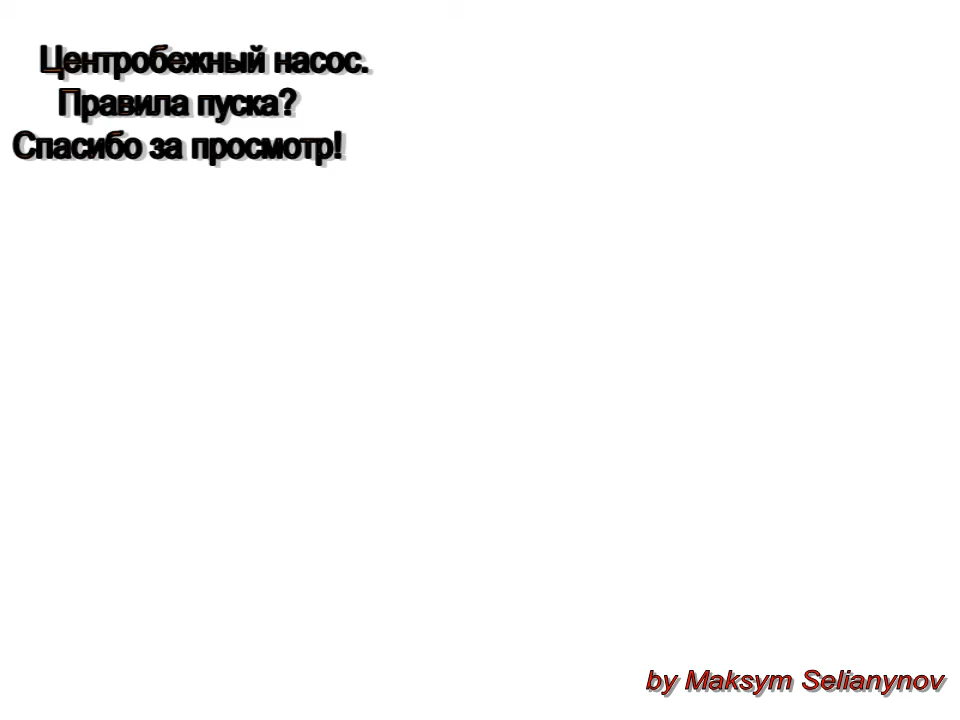 Центробежный насос.
Правила пуска?
Спасибо за просмотр!
by Maksym Selianynov